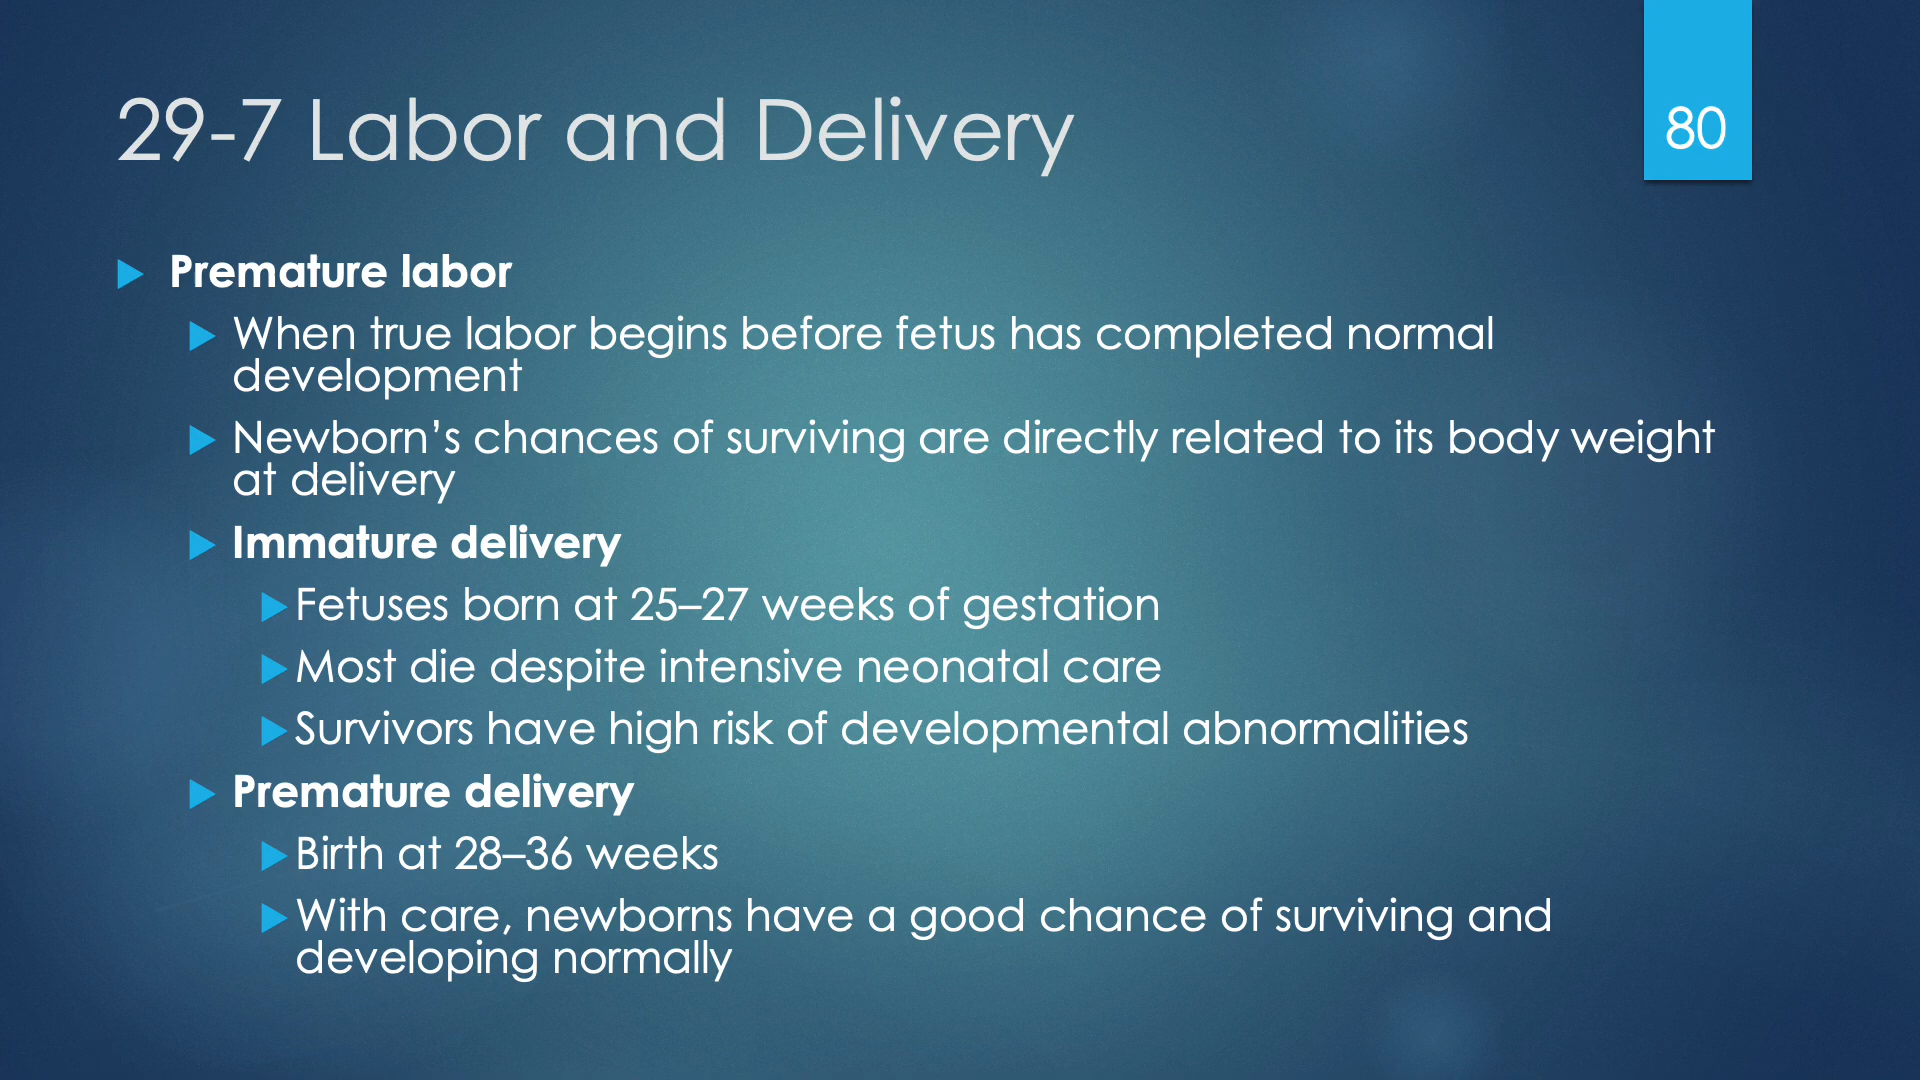 29-7 Labor and Delivery
80
Premature labor
When true labor begins before fetus has completed normal
development
Newborn’s chances of surviving are directly related to its body weight
at delivery
Immature delivery
Fetuses born at 25–27 weeks of gestation
Most die despite intensive neonatal care
Survivors have high risk of developmental abnormalities
Premature delivery
Birth at 28–36 weeks
With care, newborns have a good chance of surviving and
developing normally